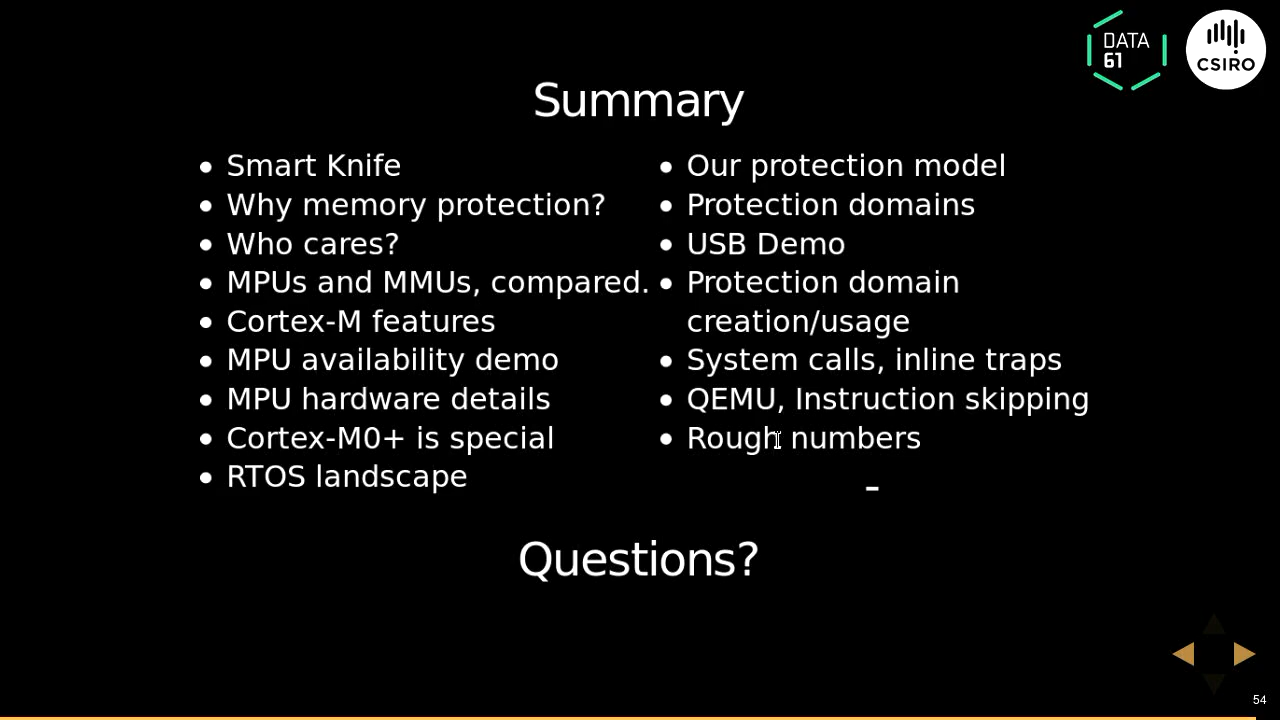 DATA
61
CSIRO
Summary
• Smart Knife
• Why memory protection?
• Who cares?
• MPUs and MMUs, compared.
• Cortex-M features
• MPU availability demo
• MPU hardware details
• Cortex-M0+ is special
• RTOS landscape
• Our protection model
• Protection domains
• USB Demo
• Protection domain
creation/usage
• System calls, inline traps
• QEMU, Instruction skipping
• Rough numbers
-
Questions?
54